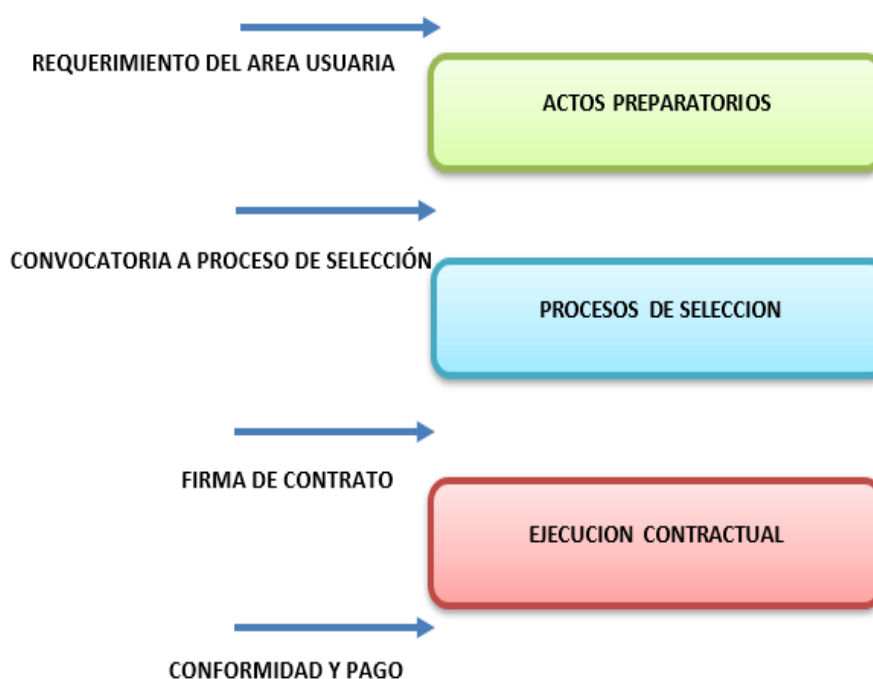 REQUERIMIENTO DEL AREA USUARIA
ACTOS PREPARATORIOS
CONVOCATORIA A PROCESO DE SELECCIÓN
PROCESOS DE SELECCION
FIRMA DE CONTRATO
EJECUCION CONTRACTUAL
CONFORMIDAD Y PAGO